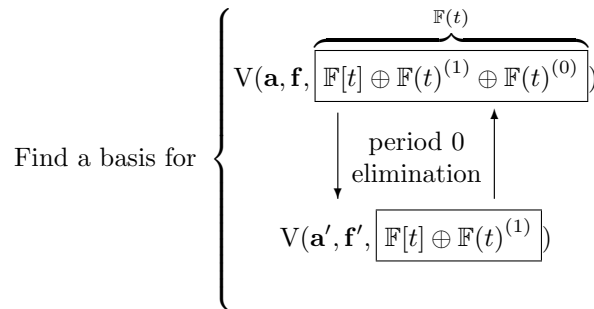 𝔽(t)
V(𝐚, 𝐟, 𝔽[t] ⊕ 𝔽(t)⁽¹⁾ ⊕ 𝔽(t)⁽⁰⁾)
period 0
Find a basis for
elimination
V(𝐚′, 𝐟′, 𝔽[t] ⊕ 𝔽(t)⁽¹⁾)